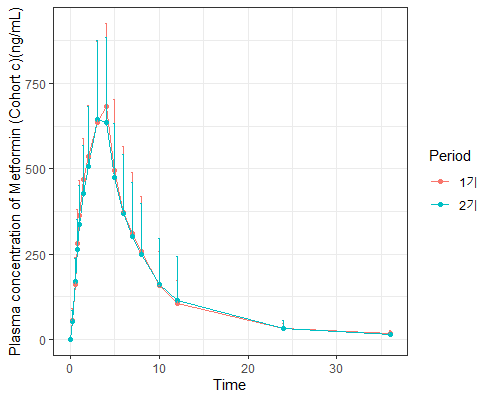 Plasma concentration of Metformin (Cohort c)(ng/mL)
750
500
250
0
0
10
20
30
Time
Period
1기
2기